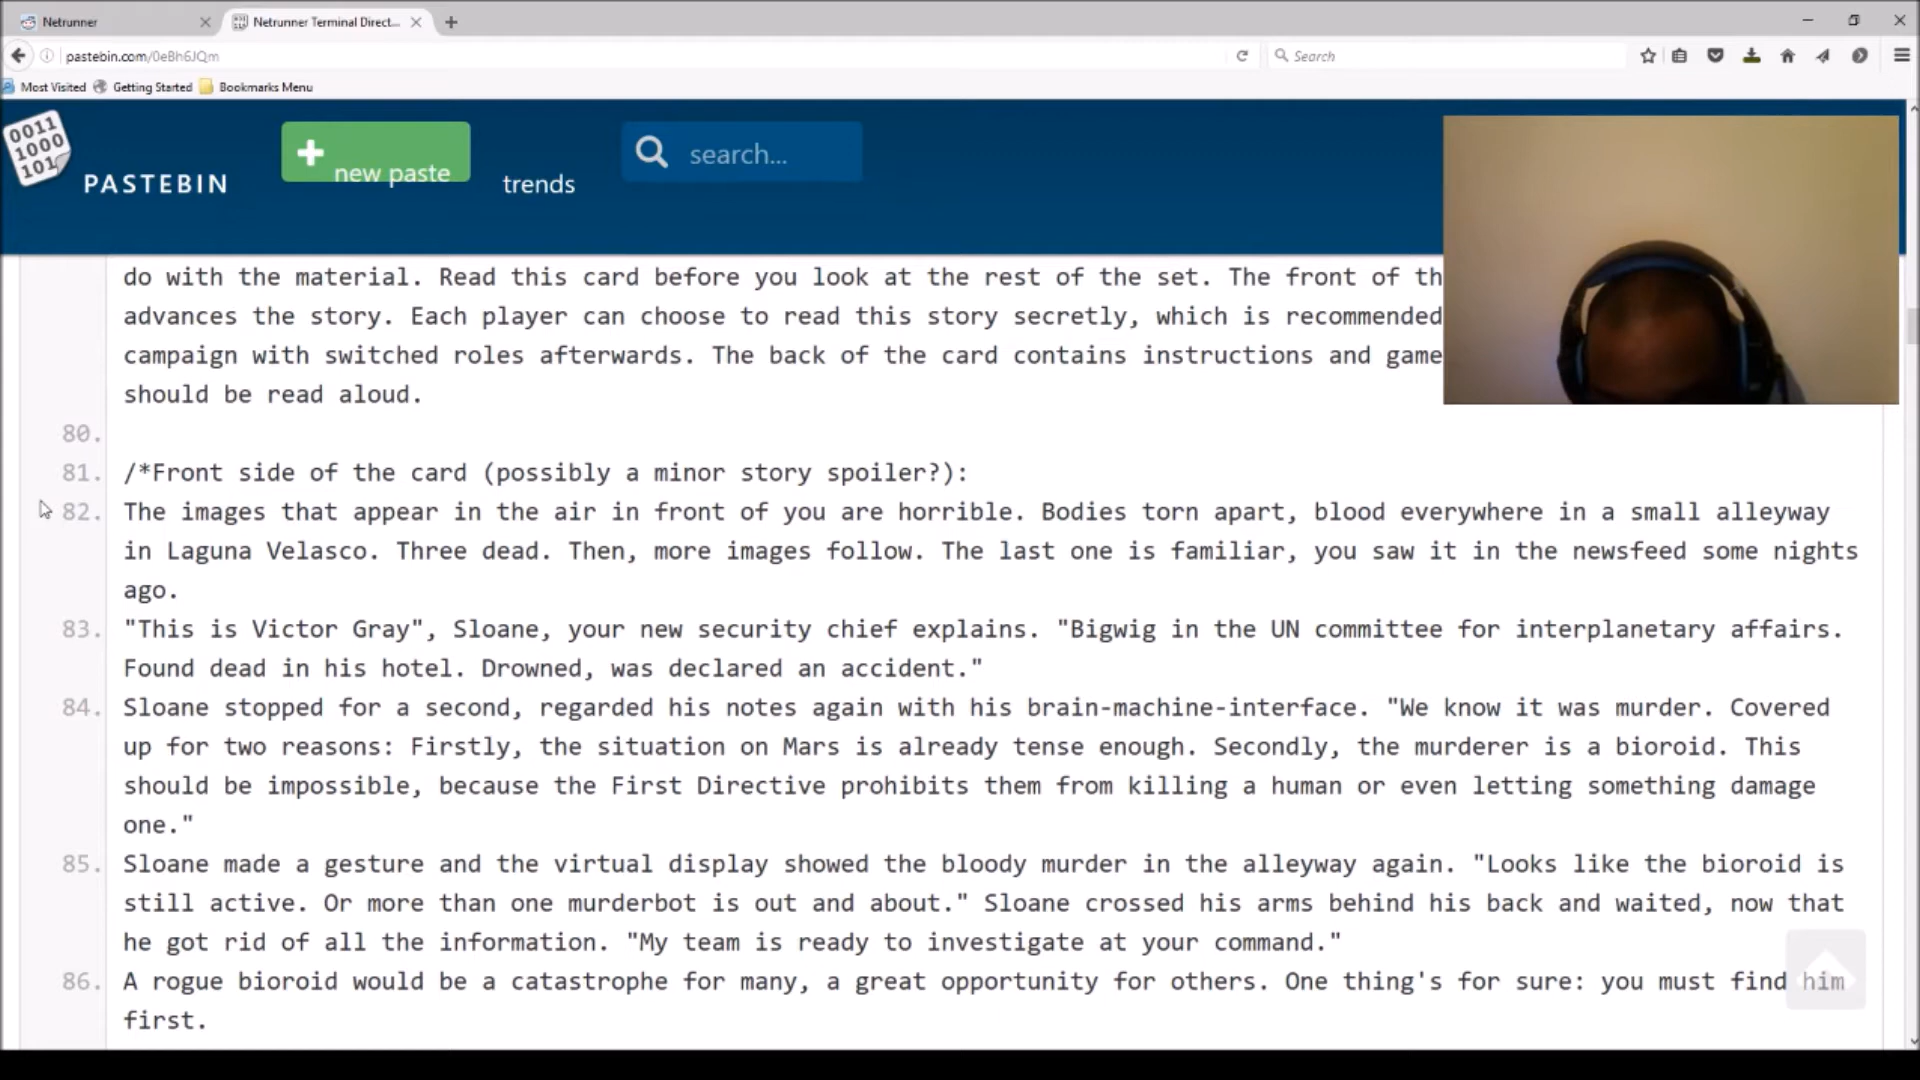 Netrunner
Netrunner Terminal Direct...
pastebin.com/0eBh6JQm
Search
Most Visited
Getting Started
Bookmarks Menu
0011
1000
101
PASTEBIN
new paste
trends
search...
do with the material. Read this card before you look at the rest of the set. The front of th
advances the story. Each player can choose to read this story secretly, which is recommended
campaign with switched roles afterwards. The back of the card contains instructions and game
should be read aloud.
80.
81. /*Front side of the card (possibly a minor story spoiler?):
82. The images that appear in the air in front of you are horrible. Bodies torn apart, blood everywhere in a small alleyway
in Laguna Velasco. Three dead. Then, more images follow. The last one is familiar, you saw it in the newsfeed some nights
ago.
83. "This is Victor Gray", Sloane, your new security chief explains. "Bigwig in the UN committee for interplanetary affairs.
Found dead in his hotel. Drowned, was declared an accident."
84. Sloane stopped for a second, regarded his notes again with his brain-machine-interface. "We know it was murder. Covered
up for two reasons: Firstly, the situation on Mars is already tense enough. Secondly, the murderer is a bioroid. This
should be impossible, because the First Directive prohibits them from killing a human or even letting something damage
one."
85. Sloane made a gesture and the virtual display showed the bloody murder in the alleyway again. "Looks like the bioroid is
still active. Or more than one murderbot is out and about." Sloane crossed his arms behind his back and waited, now that
he got rid of all the information. "My team is ready to investigate at your command."
86. A rogue bioroid would be a catastrophe for many, a great opportunity for others. One thing's for sure: you must find him
first.